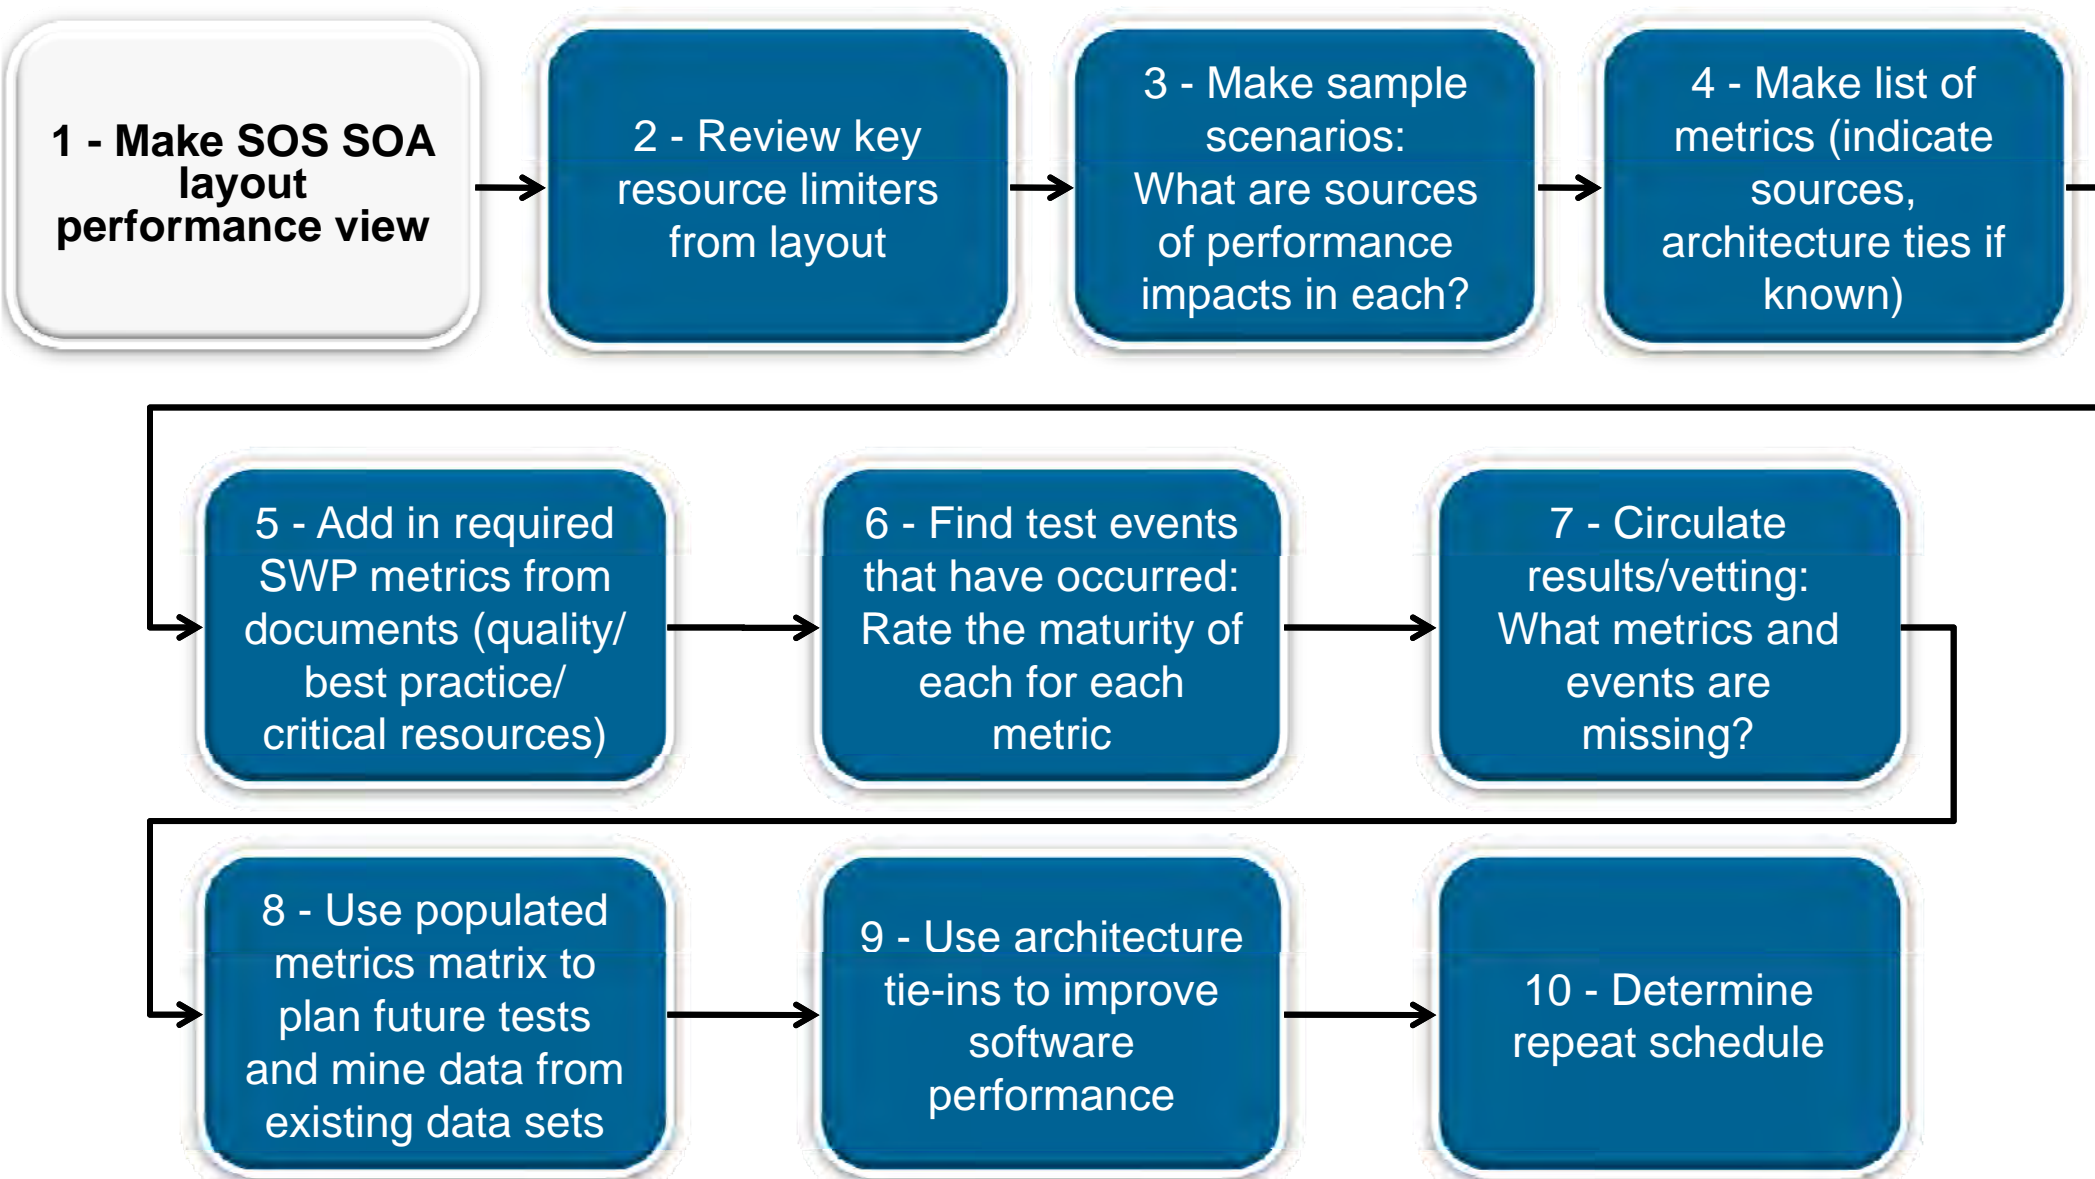 1 - Make SOS SOA
layout
performance view
2 - Review key
resource limiters
from layout
3 - Make sample
scenarios:
What are sources
of performance
impacts in each?
4 - Make list of
metrics (indicate
sources,
architecture ties if
known)
5 - Add in required
SWP metrics from
documents (quality/
best practice/
critical resources)
6 - Find test events
that have occurred:
Rate the maturity of
each for each
metric
7 - Circulate
results/vetting:
What metrics and
events are
missing?
8 - Use populated
metrics matrix to
plan future tests
and mine data from
existing data sets
9 - Use architecture
tie-ins to improve
software
performance
10 - Determine
repeat schedule